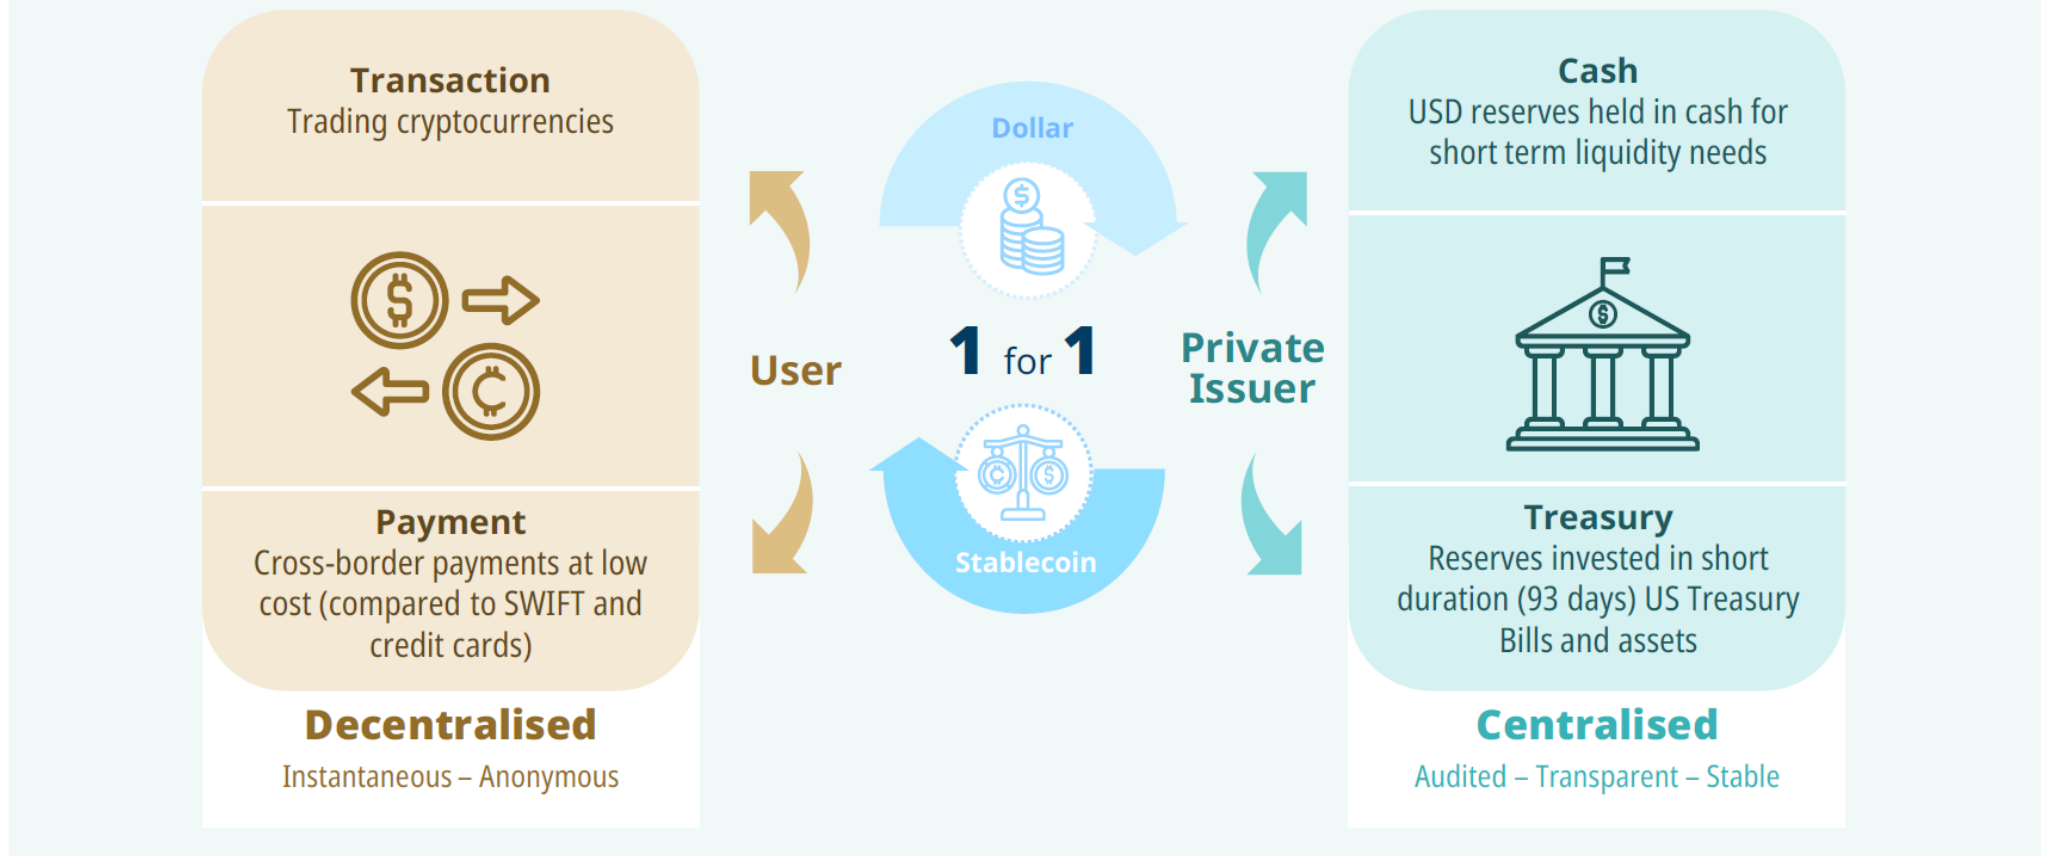 Transaction
Trading cryptocurrencies
Payment
Cross-border payments at low
cost (compared to SWIFT and
credit cards)
Decentralised
Instantaneous – Anonymous
User
Dollar
1 for 1
Stablecoin
Private
Issuer
Cash
USD reserves held in cash for
short term liquidity needs
Treasury
Reserves invested in short
duration (93 days) US Treasury
Bills and assets
Centralised
Audited – Transparent – Stable